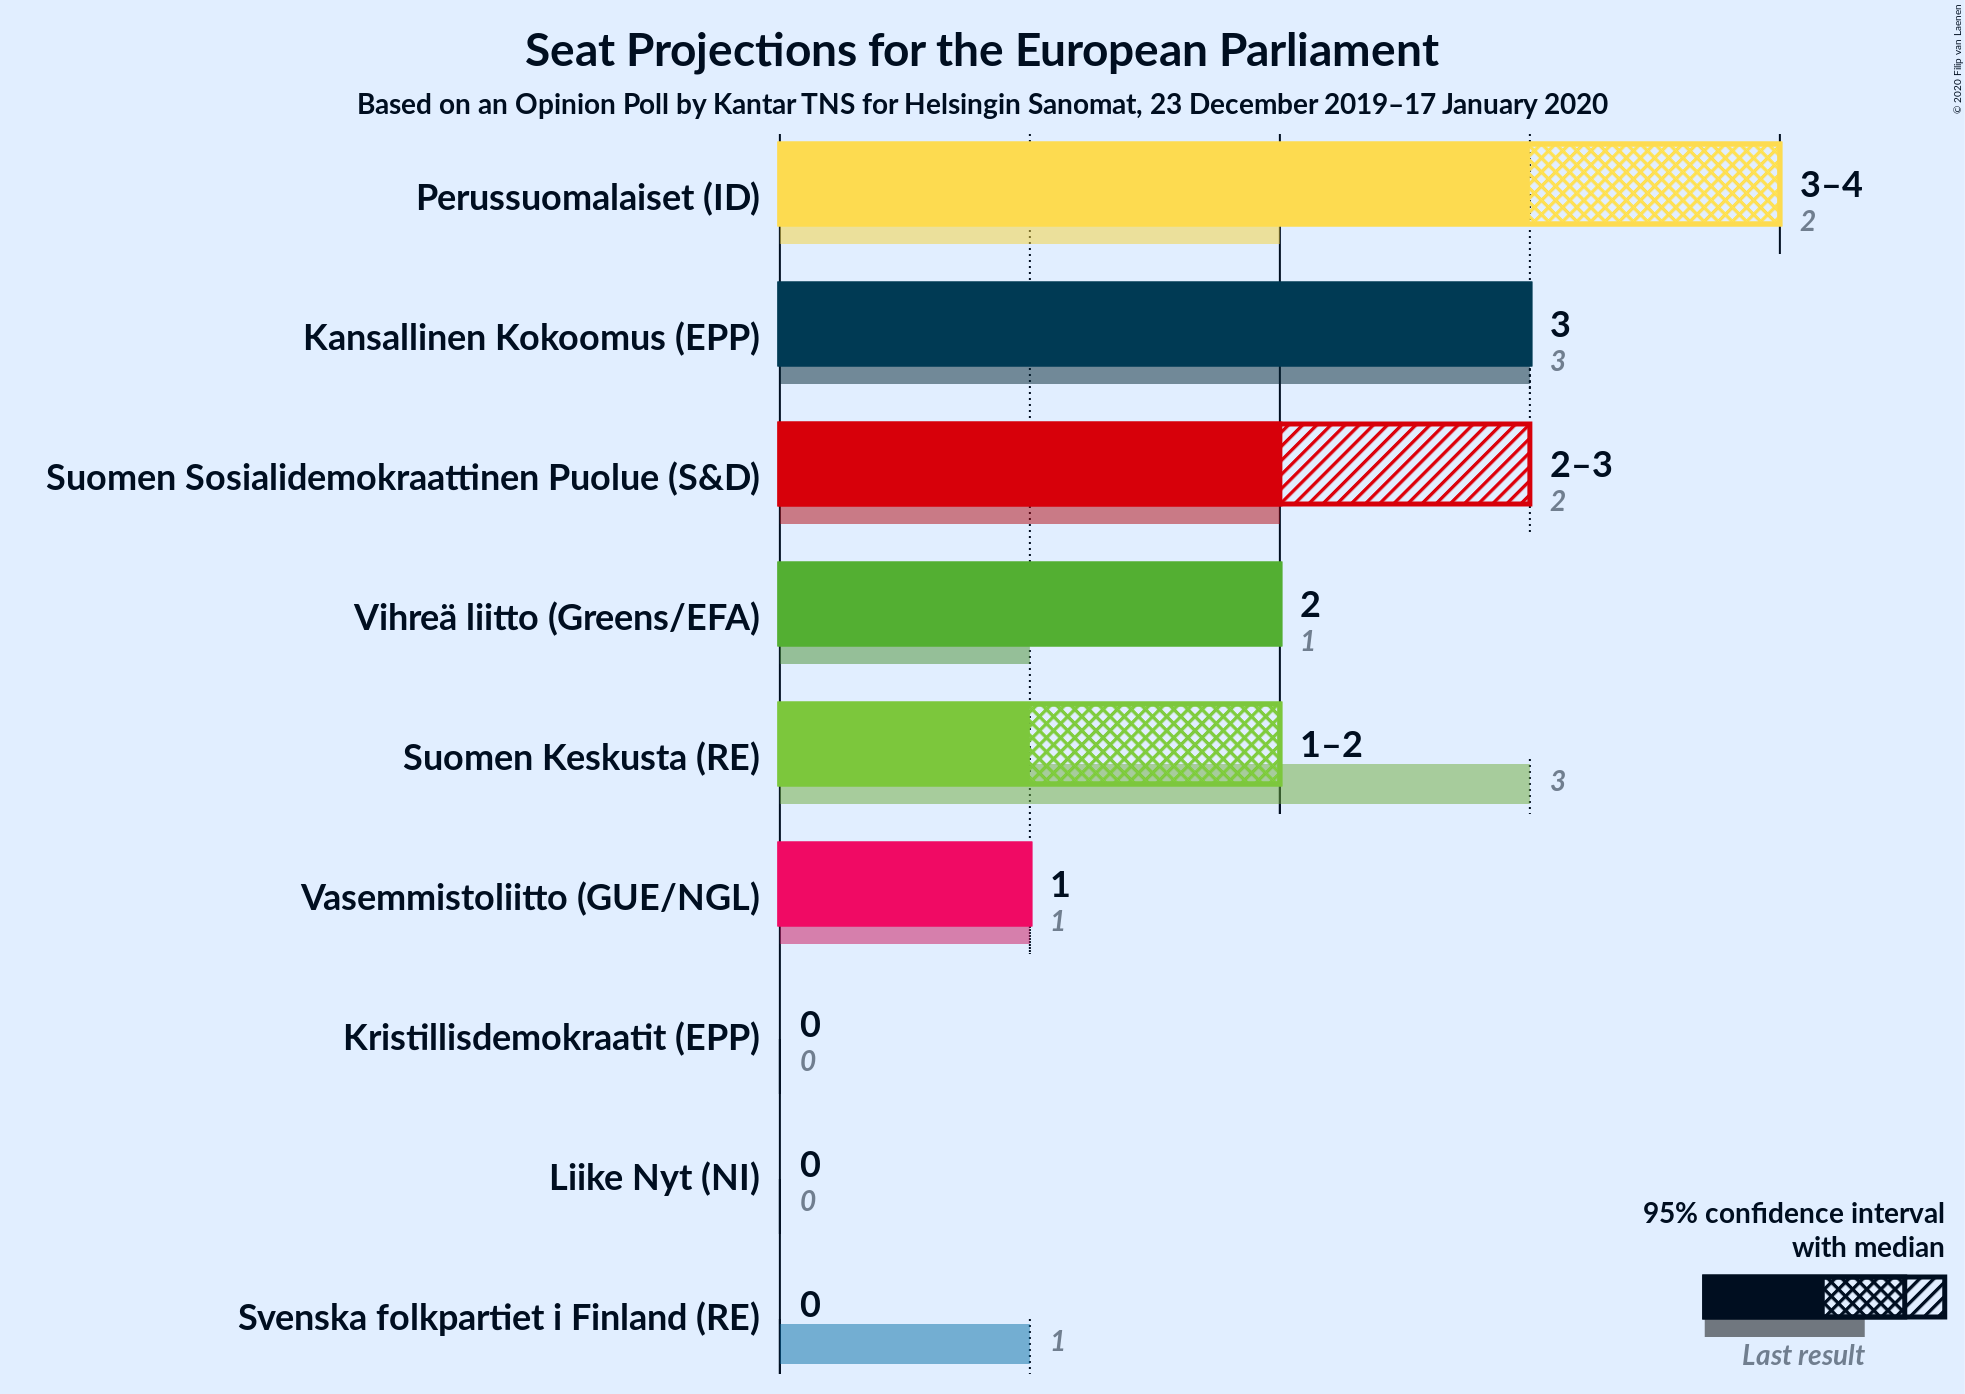 Seat Projections for the European Parliament
Based on an Opinion Poll by Kantar TNS for Helsingin Sanomat, 23 December 2019–17 January 2020
© 2020 Filip van Laenen
Perussuomalaiset (ID)
3–4
2
Kansallinen Kokoomus (EPP)
3
3
Suomen Sosialidemokraattinen Puolue (S&D)
2–3
2
Vihreä liitto (Greens/EFA)
2
1
Suomen Keskusta (RE)
1–2
3
Vasemmistoliitto (GUE/NGL)
1
1
Kristillisdemokraatit (EPP)
0
0
Liike Nyt (NI)
0
0
Svenska folkpartiet i Finland (RE)
0
1
95% confidence interval
with median
Last result